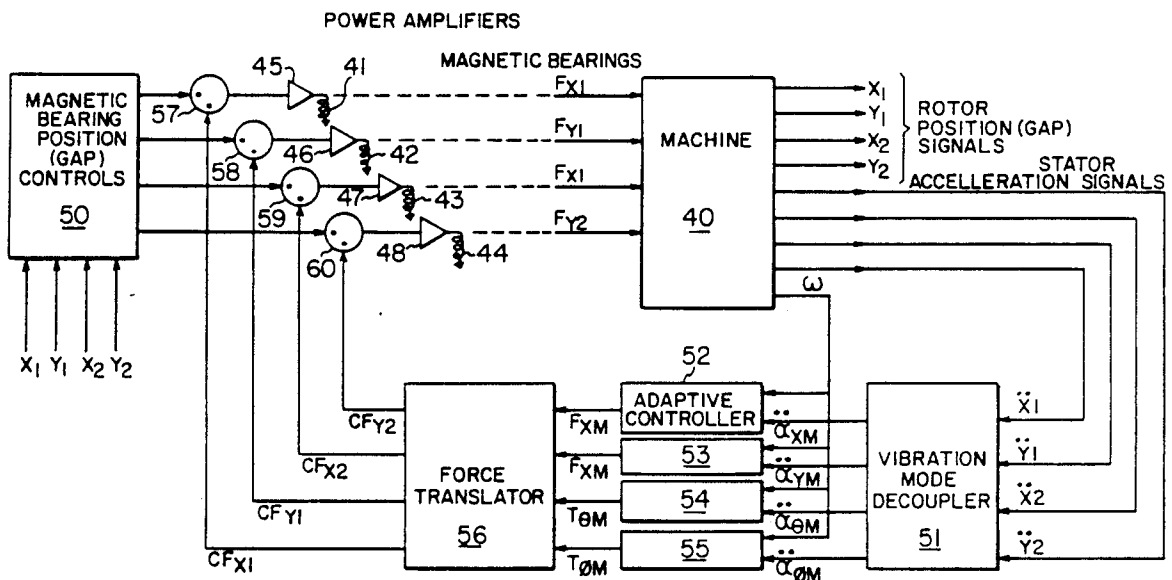 POWER AMPLIFIERS
MAGNETIC BEARINGS
45
41
57
MAGNETIC
BEARING
POSITION
(GAP)
CONTROLS
50
58
46
42
59
47
43
60
48
44
FX1
FY1
FX1
FY2
MACHINE
40
X1
Y1
X2
Y2
ROTOR
POSITION (GAP)
SIGNALS
STATOR
ACCELLERATION SIGNALS
ω
X1 Y1 X2 Y2
52
ADAPTIVE
CONTROLLER
53
54
55
CFY2
CFX2
CFY1
CFX1
FORCE
TRANSLATOR
56
FXM
FXM
TθM
TØM
α̈XM
α̈YM
α̈θM
α̈ØM
VIBRATION
MODE
DECOUPLER
51
Ẍ1
Ÿ1
Ẍ2
Ÿ2